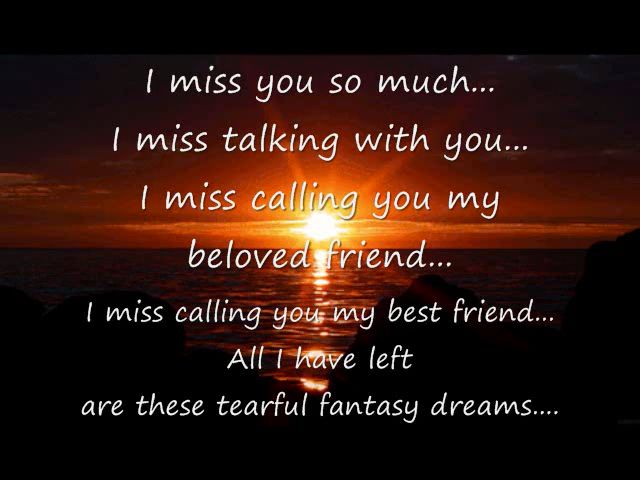 I miss you so much...
I miss talking with you...
I miss calling you my
beloved friend...
I miss calling you my best friend...
All I have left
are these tearful fantasy dreams....